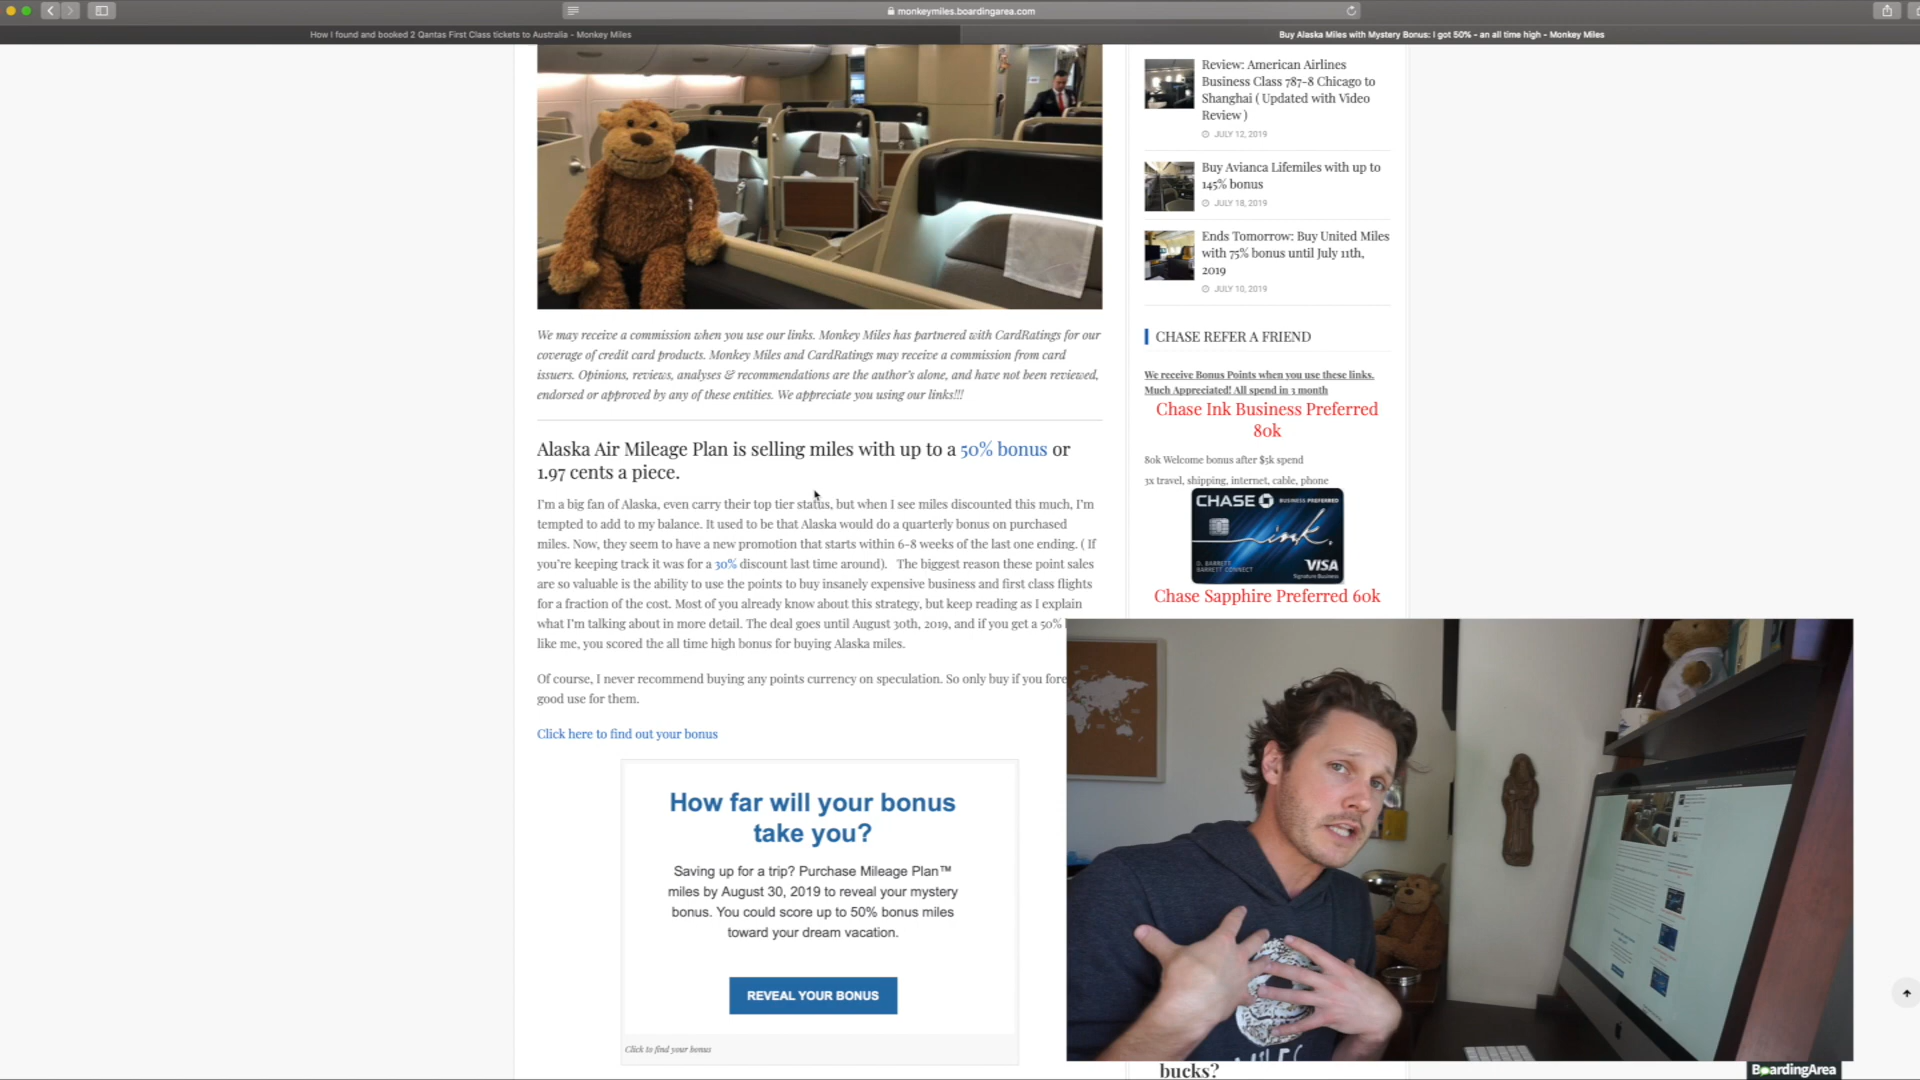 monkeymiles.boardingarea.com
How I found and booked 2 Qantas First Class tickets to Australia - Monkey Miles
Buy Alaska Miles with Mystery Bonus: I got 50% - an all time high - Monkey Miles
We may receive a commission when you use our links. Monkey Miles has partnered with CardRatings for our
coverage of credit card products. Monkey Miles and CardRatings may receive a commission from card
issuers. Opinions, reviews, analyses & recommendations are the author's alone, and have not been reviewed,
endorsed or approved by any of these entities. We appreciate you using our links!!!
Alaska Air Mileage Plan is selling miles with up to a 50% bonus or
1.97 cents a piece.
I'm a big fan of Alaska, even carry their top tier status, but when I see miles discounted this much, I'm
tempted to add to my balance. It used to be that Alaska would do a quarterly bonus on purchased
miles. Now, they seem to have a new promotion that starts within 6-8 weeks of the last one ending. ( If
you're keeping track it was for a 30% discount last time around). The biggest reason these point sales
are so valuable is the ability to use the points to buy insanely expensive business and first class flights
for a fraction of the cost. Most of you already know about this strategy, but keep reading as I explain
what I'm talking about in more detail. The deal goes until August 30th, 2019, and if you get a 50%
like me, you scored the all time high bonus for buying Alaska miles.
Of course, I never recommend buying any points currency on speculation. So only buy if you fore
good use for them.
Click here to find out your bonus
How far will your bonus
take you?
Saving up for a trip? Purchase Mileage Plan™
miles by August 30, 2019 to reveal your mystery
bonus. You could score up to 50% bonus miles
toward your dream vacation.
REVEAL YOUR BONUS
Click to find your bonus
Review: American Airlines
Business Class 787-8 Chicago to
Shanghai ( Updated with Video
Review )
JULY 12, 2019
Buy Avianca Lifemiles with up to
145% bonus
JULY 18, 2019
Ends Tomorrow: Buy United Miles
with 75% bonus until July 11th,
2019
JULY 10, 2019
CHASE REFER A FRIEND
We receive Bonus Points when you use these links.
Much Appreciated! All spend in 3 month
Chase Ink Business Preferred
80k
80k Welcome bonus after $5k spend
3x travel, shipping, internet, cable, phone
CHASE BUSINESS PREFERRED
ink.
D. BARRETT
BARRETT CONNECT
VISA
Signature Business
Chase Sapphire Preferred 60k
bucks?
BoardingArea